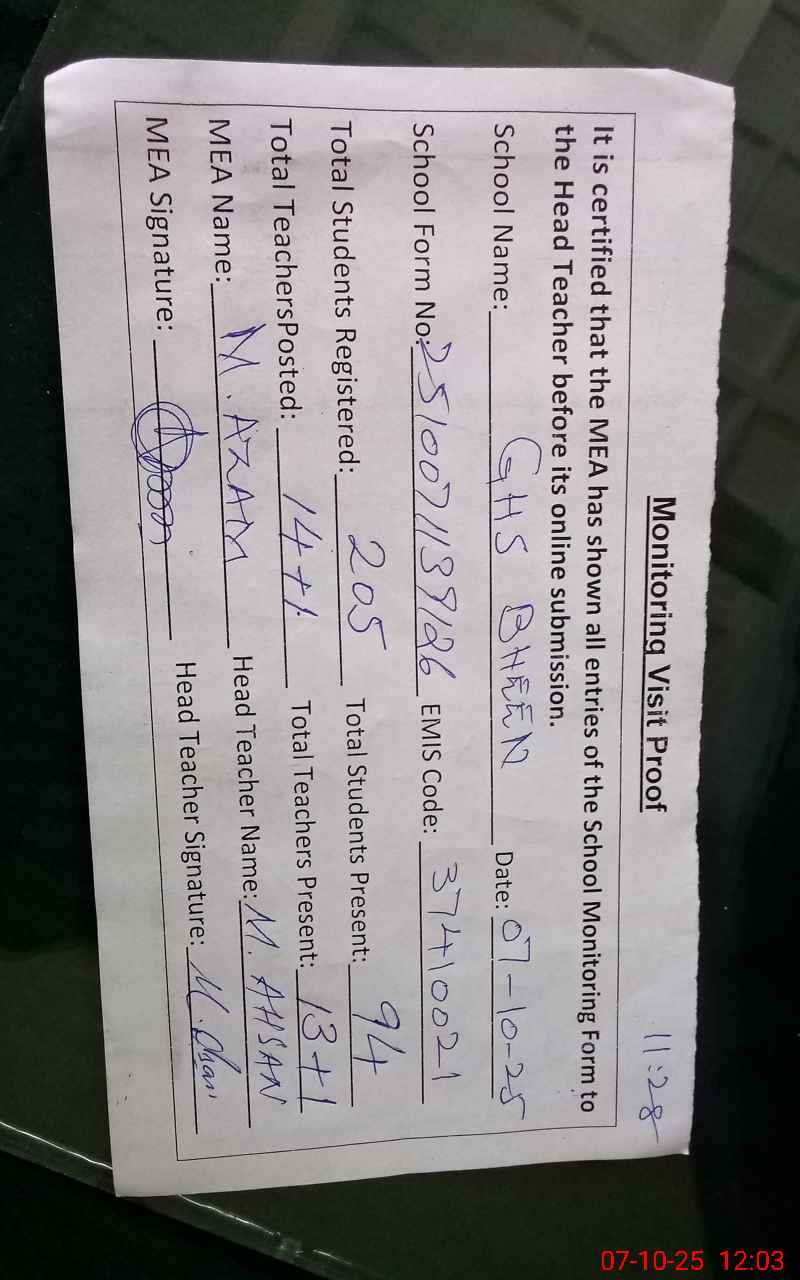 11:28
Monitoring Visit Proof
It is certified that the MEA has shown all entries of the School Monitoring Form to
the Head Teacher before its online submission.
School Name: GHS BHEEN Date: 07-10-25
School Form No: 2510071139126 EMIS Code: 37410021
Total Students Registered: 205 Total Students Present: 94
Total TeachersPosted: 14+1 Total Teachers Present: 13+1
MEA Name: M. AZAM Head Teacher Name: M. AHSAN
MEA Signature: Head Teacher Signature: M.
07-10-25 12:03